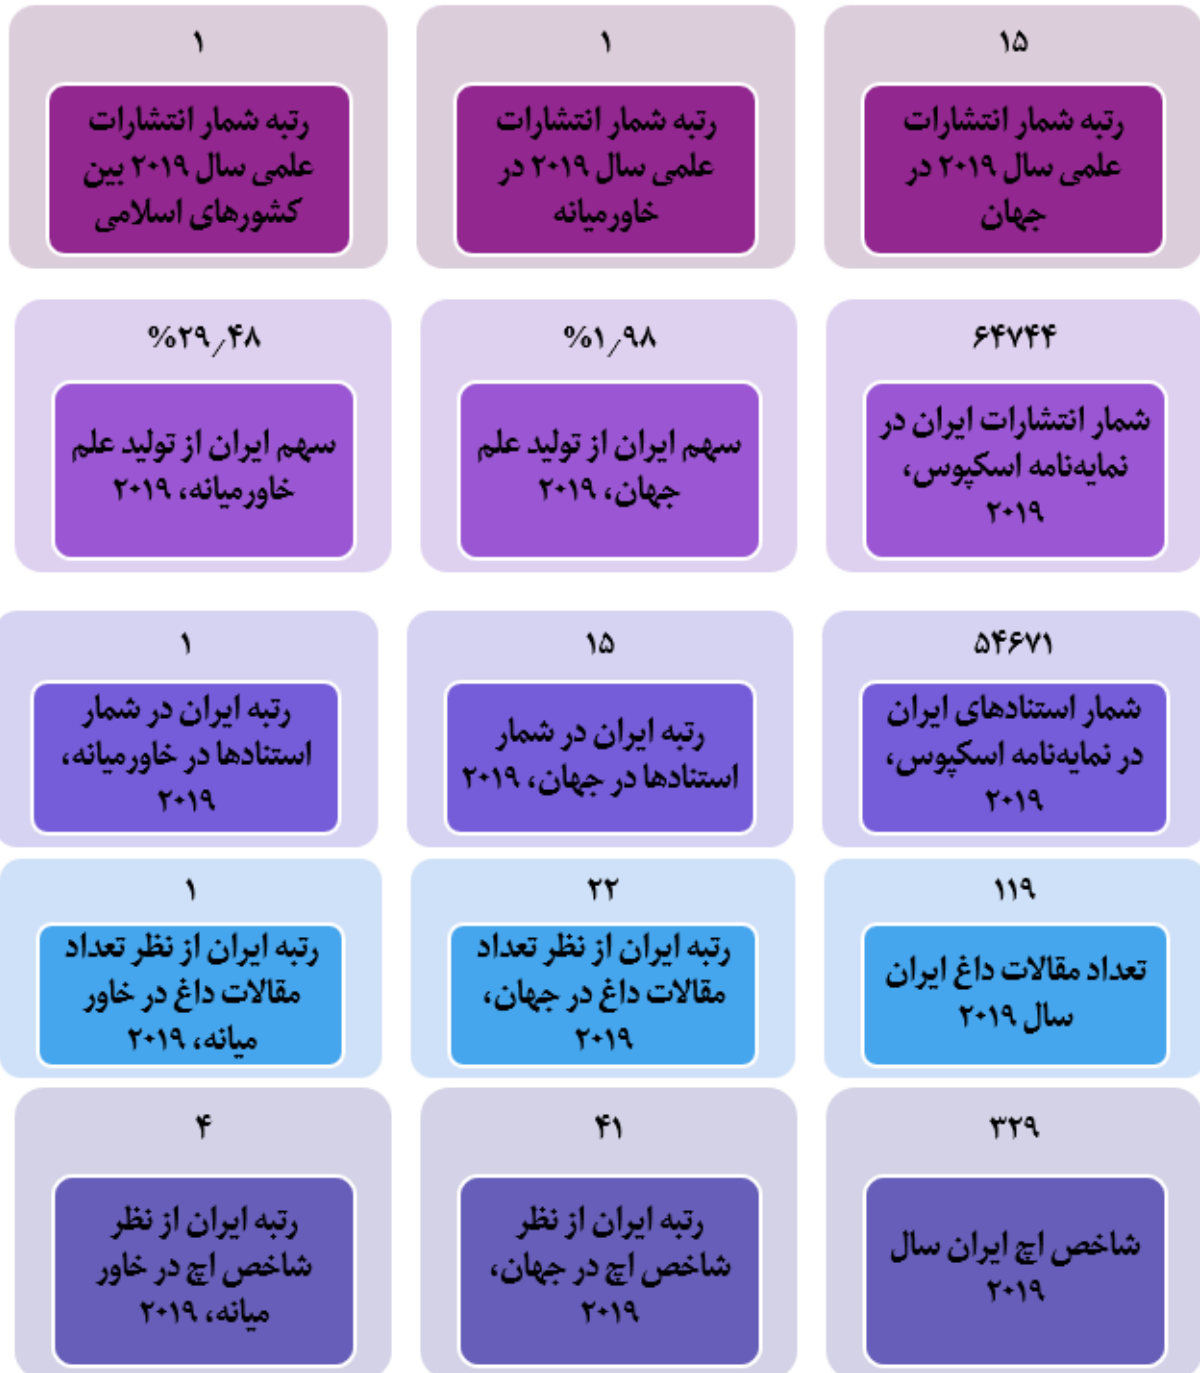 ۱۵
رتبه شمار انتشارات
علمی سال ۲۰۱۹ در
جهان
۱
رتبه شمار انتشارات
علمی سال ۲۰۱۹ در
خاورمیانه
۱
رتبه شمار انتشارات
علمی سال ۲۰۱۹ بین
کشورهای اسلامی
۶۴۷۴۴
شمار انتشارات ایران در
نمایه‌نامه اسکپوس،
۲۰۱۹
%۱٫۹۸
سهم ایران از تولید علم
جهان، ۲۰۱۹
%۲۹٫۴۸
سهم ایران از تولید علم
خاورمیانه، ۲۰۱۹
۵۴۶۷۱
شمار استنادهای ایران
در نمایه‌نامه اسکپوس،
۲۰۱۹
۱۵
رتبه ایران در شمار
استنادها در جهان، ۲۰۱۹
۱
رتبه ایران در شمار
استنادها در خاورمیانه،
۲۰۱۹
۱۱۹
تعداد مقالات داغ ایران
سال ۲۰۱۹
۲۲
رتبه ایران از نظر تعداد
مقالات داغ در جهان،
۲۰۱۹
۱
رتبه ایران از نظر تعداد
مقالات داغ در خاور
میانه، ۲۰۱۹
۳۲۹
شاخص اچ ایران سال
۲۰۱۹
۴۱
رتبه ایران از نظر
شاخص اچ در جهان،
۲۰۱۹
۴
رتبه ایران از نظر
شاخص اچ در خاور
میانه، ۲۰۱۹